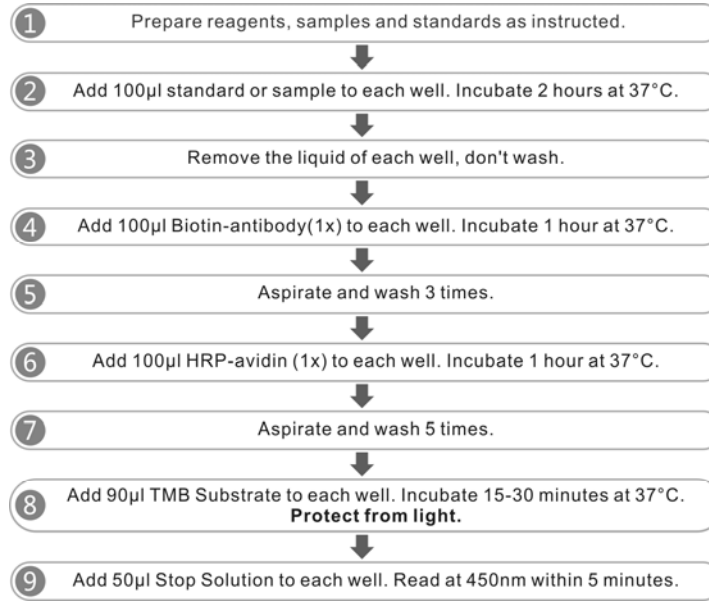 1 Prepare reagents, samples and standards as instructed.
2 Add 100μl standard or sample to each well. Incubate 2 hours at 37°C.
3 Remove the liquid of each well, don't wash.
4 Add 100μl Biotin-antibody(1x) to each well. Incubate 1 hour at 37°C.
5 Aspirate and wash 3 times.
6 Add 100μl HRP-avidin (1x) to each well. Incubate 1 hour at 37°C.
7 Aspirate and wash 5 times.
8 Add 90μl TMB Substrate to each well. Incubate 15-30 minutes at 37°C.
Protect from light.
9 Add 50μl Stop Solution to each well. Read at 450nm within 5 minutes.